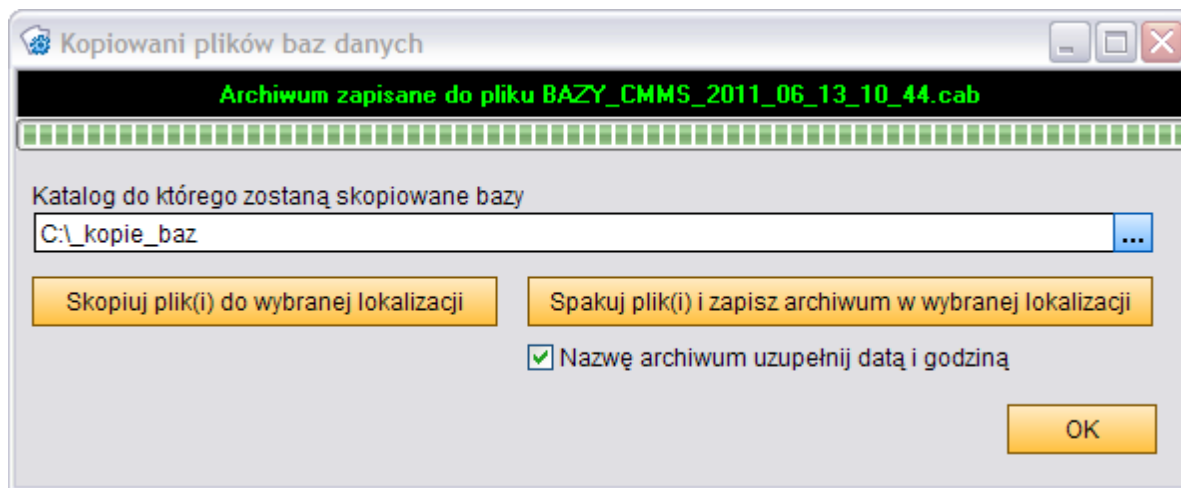 Kopiowani plików baz danych
Archiwum zapisane do pliku BAZY_CMMS_2011_06_13_10_44.cab
Katalog do którego zostaną skopiowane bazy
C:\_kopie_baz
...
Skopiuj plik(i) do wybranej lokalizacji
Spakuj plik(i) i zapisz archiwum w wybranej lokalizacji
Nazwę archiwum uzupełnij datą i godziną
OK